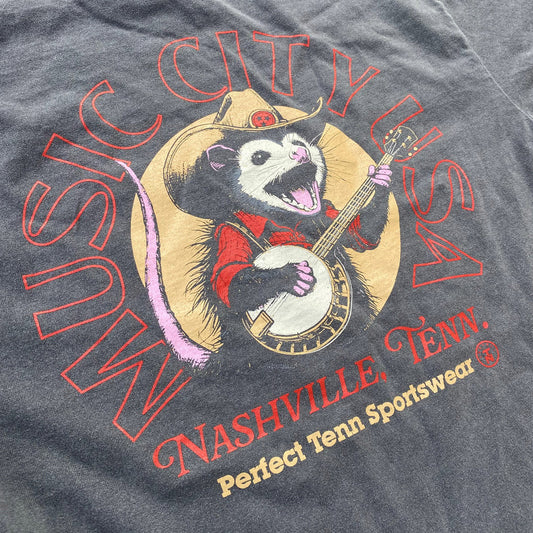 MUSIC CITY USA
NASHVILLE, TENN.
Perfect Tenn Sportswear